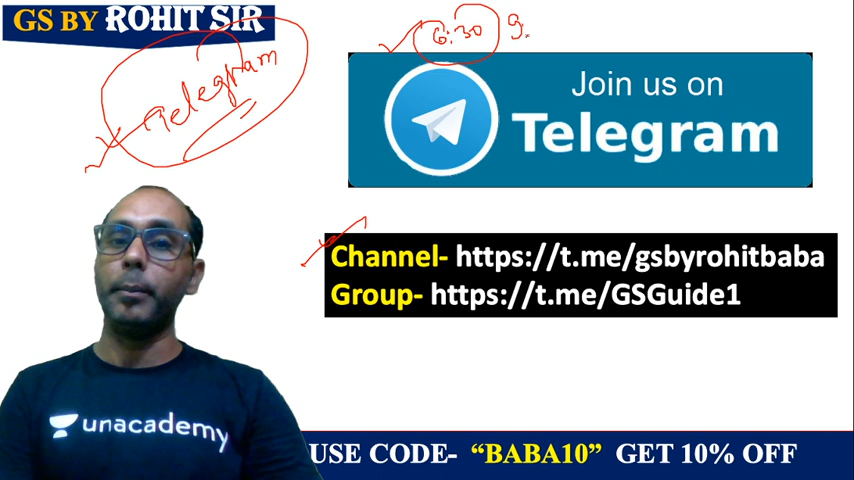 GS BY ROHIT SIR
6:30 g.
Telegram
Join us on
Telegram
Channel- https://t.me/gsbyrohitbaba
Group- https://t.me/GSGuide1
unacademy
USE CODE- “BABA10” GET 10% OFF